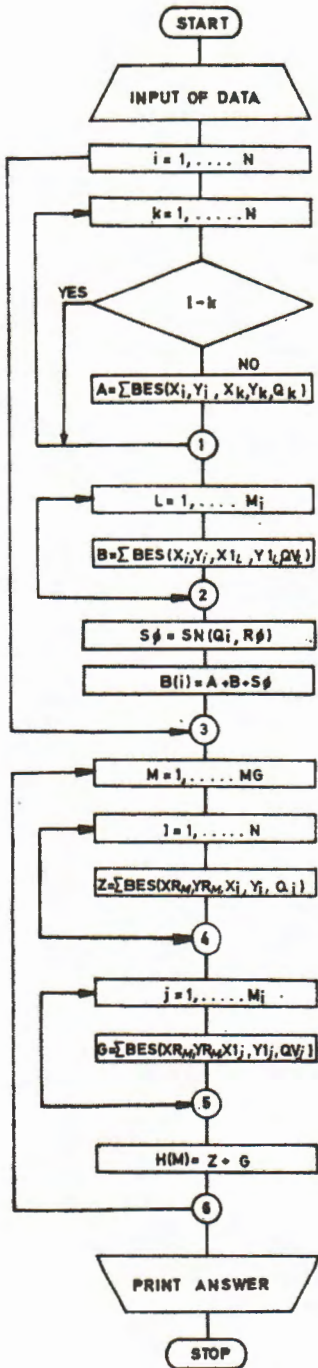 START
INPUT OF DATA
i = 1, . . . . N
k = 1, . . . . . N
I - k
YES
NO
A = ∑BES(Xi, Yi, Xk, Yk, Qk)
1
L = 1, . . . . Mi
B = ∑BES(Xi, Yi, X1L, Y1L, QVL)
2
SØ = SN(Qi, RØ)
B(i) = A + B + SØ
3
M = 1, . . . . . MG
I = 1, . . . . . N
Z = ∑BES(XRM, YRM, Xi, Yi, Qi)
4
j = 1, . . . . . Mi
G = ∑BES(XRM, YRM, X1j, Y1j, QVj)
5
H(M) = Z + G
6
PRINT ANSWER
STOP